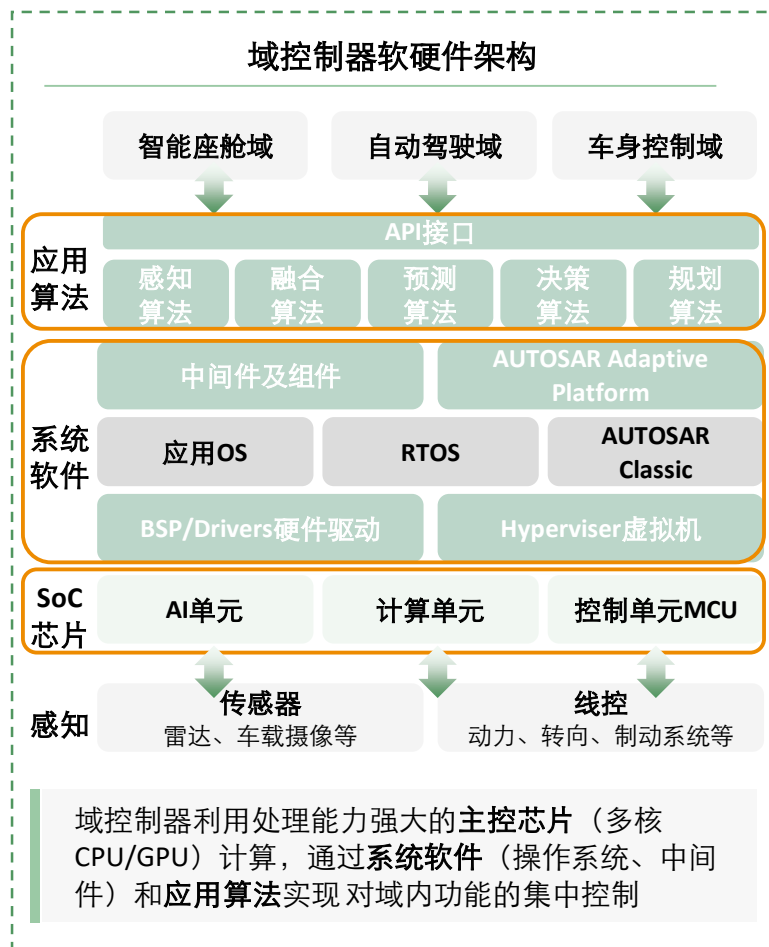 域控制器软硬件架构
智能座舱域
自动驾驶域
车身控制域
应用
算法
API接口
感知
算法
融合
算法
预测
算法
决策
算法
规划
算法
系统
软件
中间件及组件
AUTOSAR Adaptive
Platform
应用OS
RTOS
AUTOSAR
Classic
BSP/Drivers硬件驱动
Hyperviser虚拟机
SoC
芯片
AI单元
计算单元
控制单元MCU
感知
传感器
雷达、车载摄像等
线控
动力、转向、制动系统等
域控制器利用处理能力强大的主控芯片（多核
CPU/GPU）计算，通过系统软件（操作系统、中间
件）和应用算法实现对域内功能的集中控制